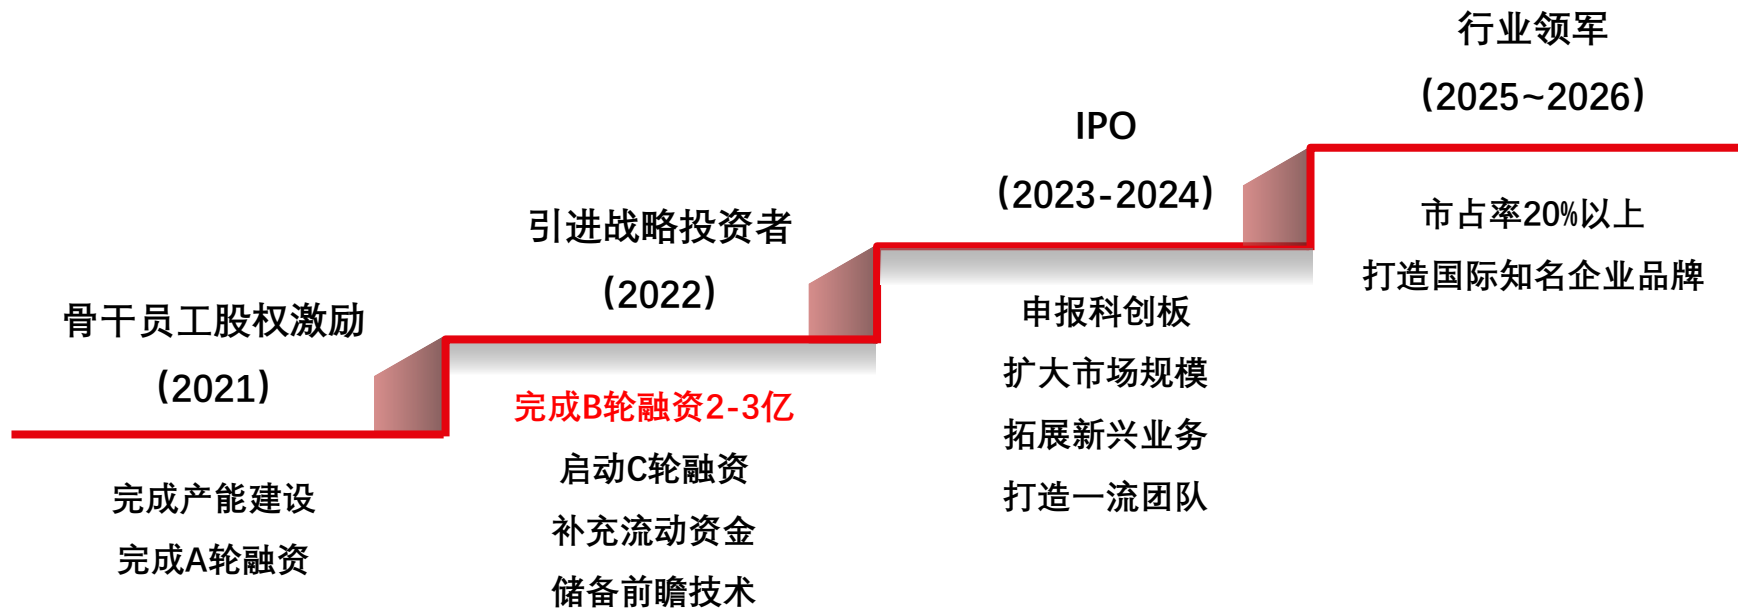 骨干员工股权激励
(2021)
完成产能建设
完成A轮融资
引进战略投资者
(2022)
完成B轮融资2-3亿
启动C轮融资
补充流动资金
储备前瞻技术
IPO
(2023-2024)
申报科创板
扩大市场规模
拓展新兴业务
打造一流团队
行业领军
(2025~2026)
市占率20%以上
打造国际知名企业品牌